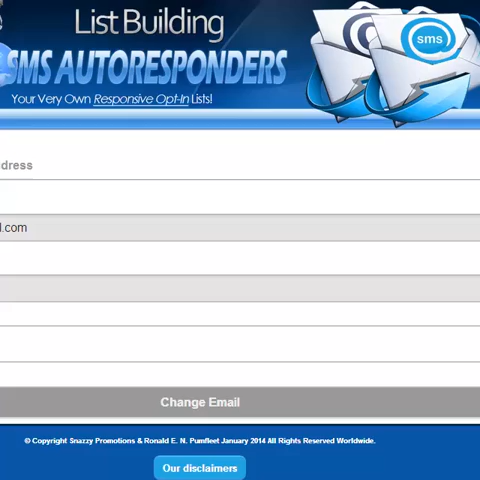 List Building
sms
SMS AUTORESPONDERS
Your Very Own Responsive Opt-In Lists!
dress
l.com
Change Email
© Copyright Snazzy Promotions & Ronald E. N. Pumfleet January 2014 All Rights Reserved Worldwide.
Our disclaimers